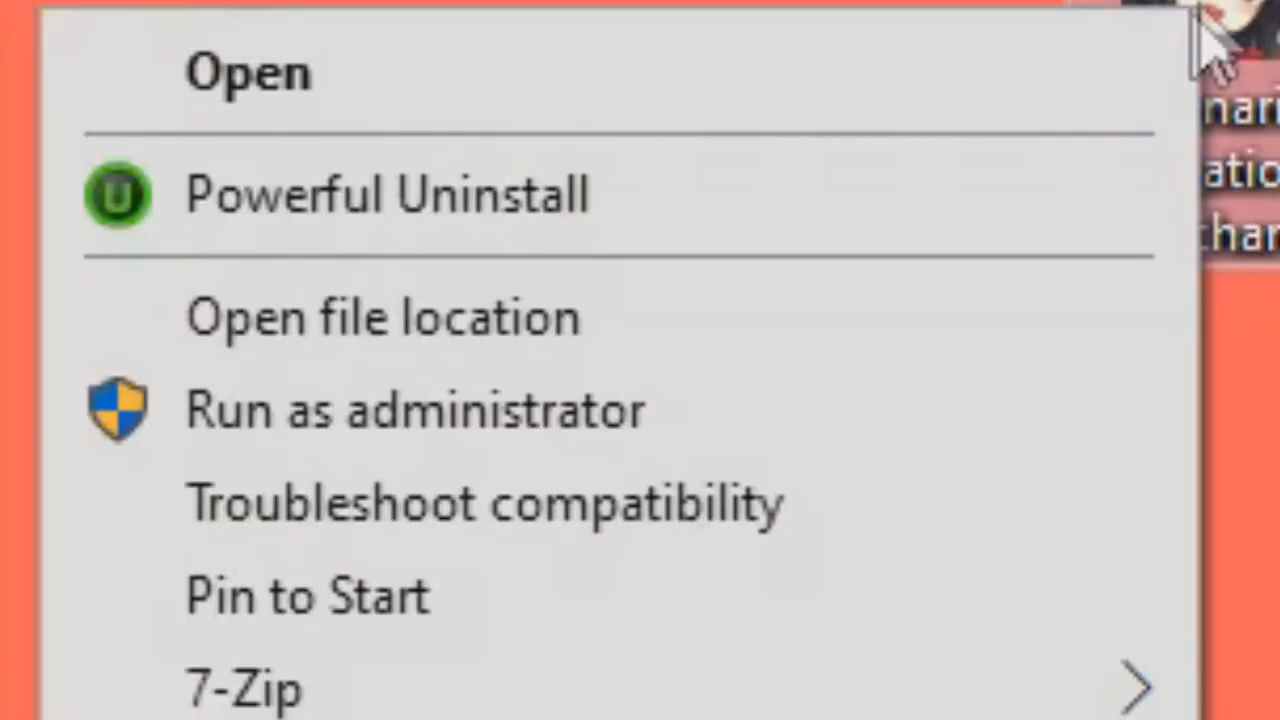 Open
U Powerful Uninstall
Open file location
Run as administrator
Troubleshoot compatibility
Pin to Start
7-Zip